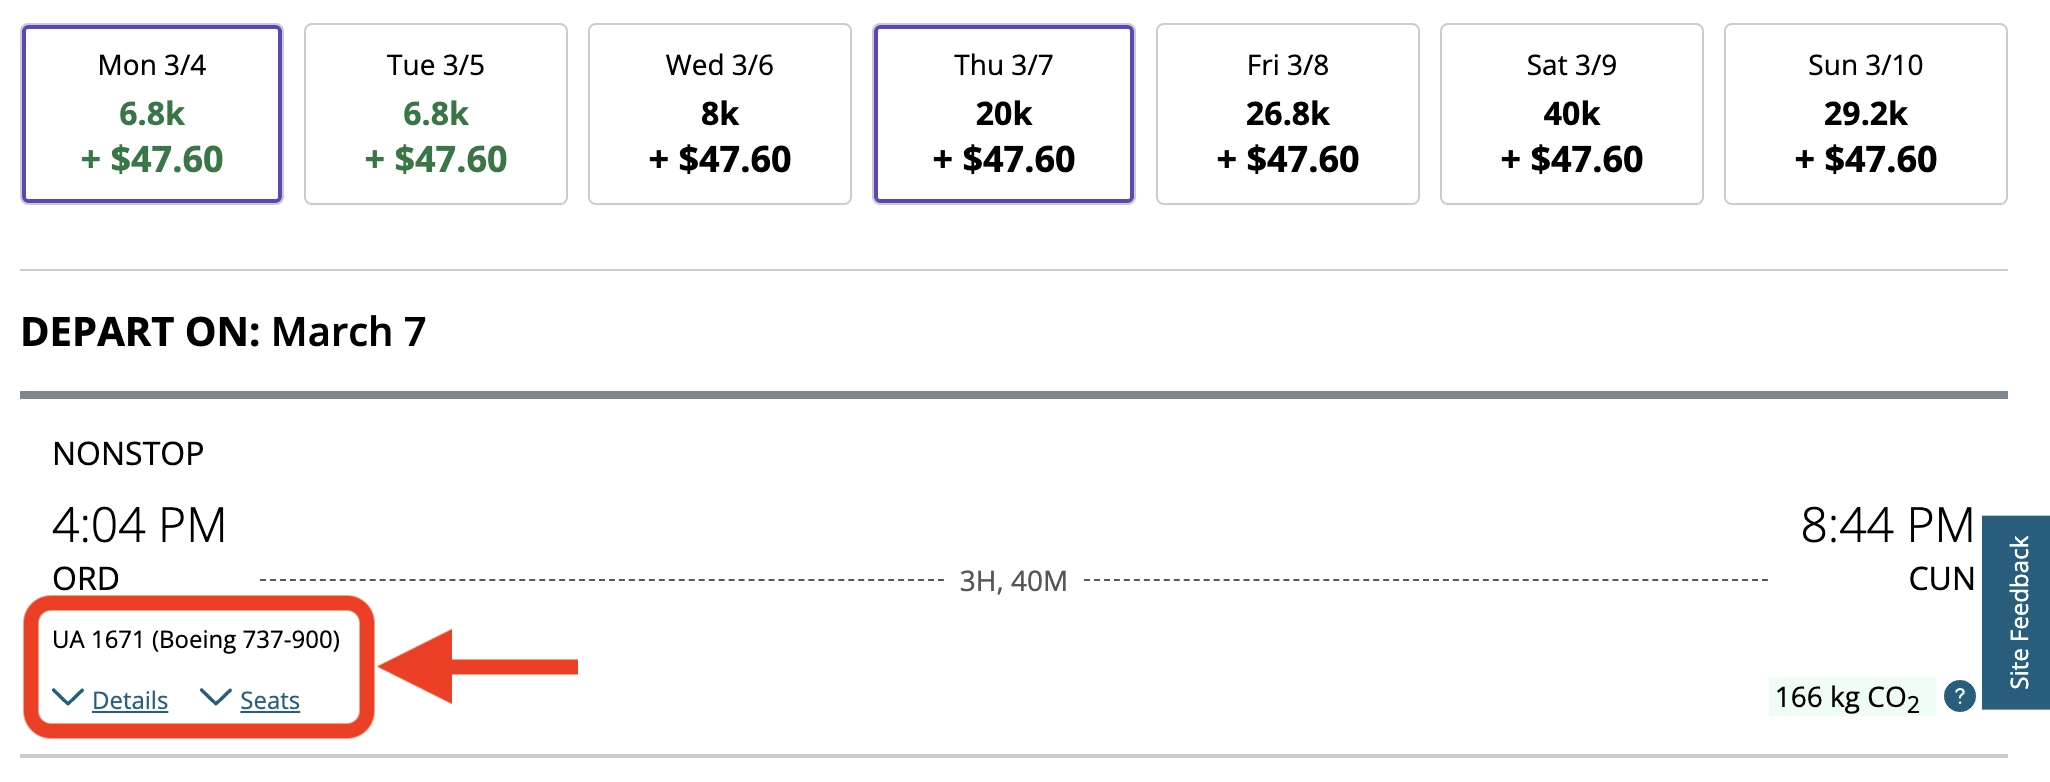 Mon 3/4
6.8k
+ $47.60
Tue 3/5
6.8k
+ $47.60
Wed 3/6
8k
+ $47.60
Thu 3/7
20k
+ $47.60
Fri 3/8
26.8k
+ $47.60
Sat 3/9
40k
+ $47.60
Sun 3/10
29.2k
+ $47.60
DEPART ON: March 7
NONSTOP
4:04 PM
8:44 PM
ORD
3H, 40M
CUN
UA 1671 (Boeing 737-900)
Details
Seats
166 kg CO₂
?
Site Feedback